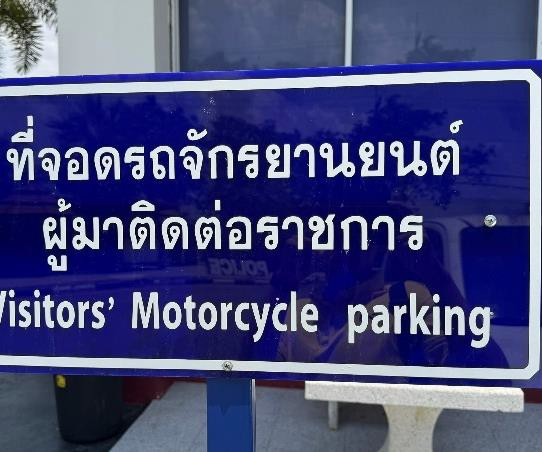 ที่จอดรถจักรยานยนต์
ผู้มาติดต่อราชการ
Visitors' Motorcycle parking
POLICE